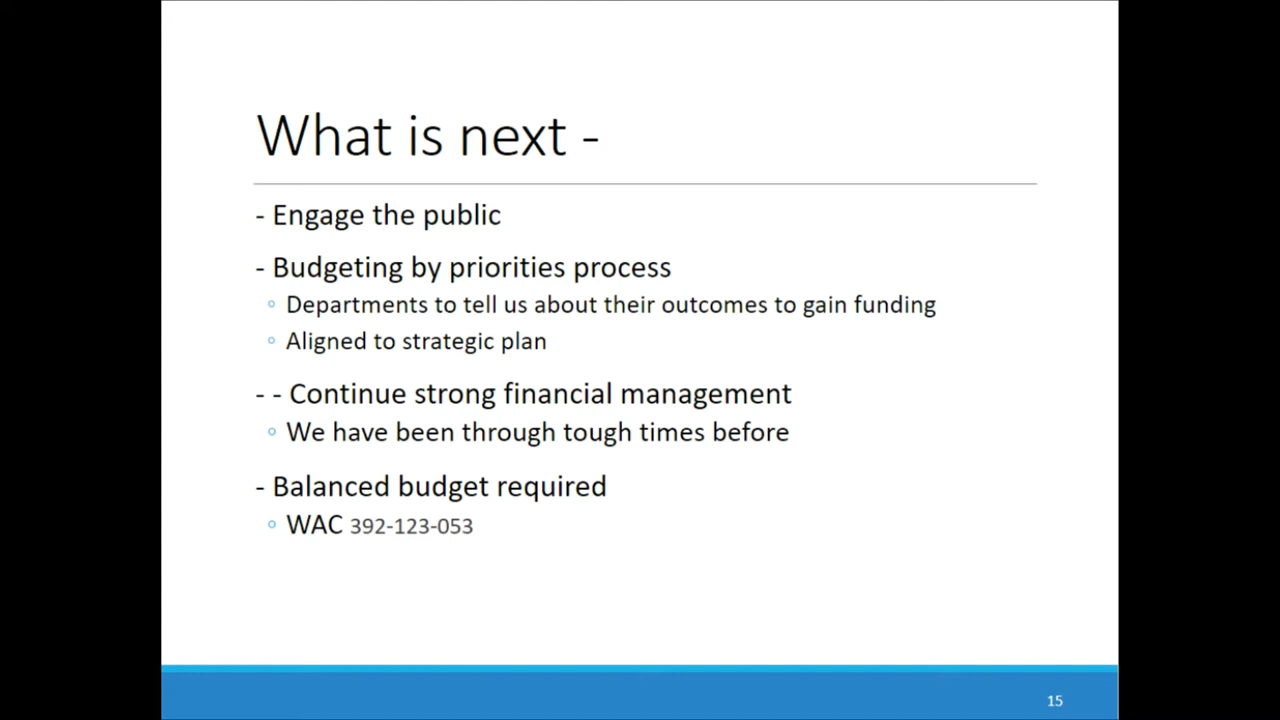 What is next -
- Engage the public
- Budgeting by priorities process
◦ Departments to tell us about their outcomes to gain funding
◦ Aligned to strategic plan
- - Continue strong financial management
◦ We have been through tough times before
- Balanced budget required
◦ WAC 392-123-053
15